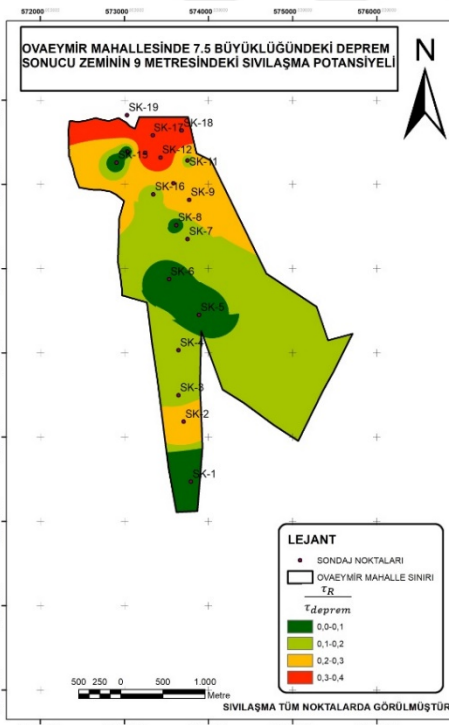 572000 573000 574000 575000 576000
OVAEYMİR MAHALLESİNDE 7.5 BÜYÜKLÜĞÜNDEKİ DEPREM
SONUCU ZEMİNİN 9 METRESİNDEKİ SIVILAŞMA POTANSİYELİ
N
SK-19
SK-18
SK-17
SK-12
SK-15
SK-11
SK-16
SK-9
SK-8
SK-7
SK-6
SK-5
SK-4
SK-3
SK-2
SK-1
LEJANT
SONDAJ NOKTALARI
OVAEYMİR MAHALLE SINIRI
τR
τdeprem
0,0-0,1
0,1-0,2
0,2-0,3
0,3-0,4
500 250 0 500 1.000
Metre
SIVILAŞMA TÜM NOKTALARDA GÖRÜLMÜŞTÜR